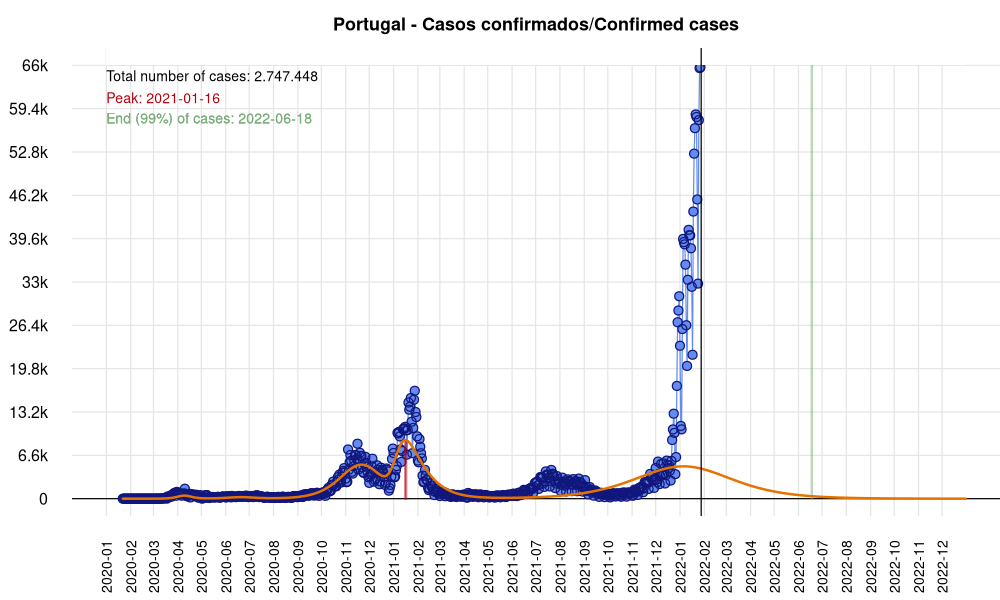 Portugal - Casos confirmados/Confirmed cases
66k
Total number of cases: 2.747.448
Peak: 2021-01-16
59.4k
End (99%) of cases: 2022-06-18
52.8k
46.2k
39.6k
33k
26.4k
19.8k
13.2k
6.6k
0
2020-01
2020-02
2020-03
2020-04
2020-05
2020-06
2020-07
2020-08
2020-09
2020-10
2020-11
2020-12
2021-01
2021-02
2021-03
2021-04
2021-05
2021-06
2021-07
2021-08
2021-09
2021-10
2021-11
2021-12
2022-01
2022-02
2022-03
2022-04
2022-05
2022-06
2022-07
2022-08
2022-09
2022-10
2022-11
2022-12